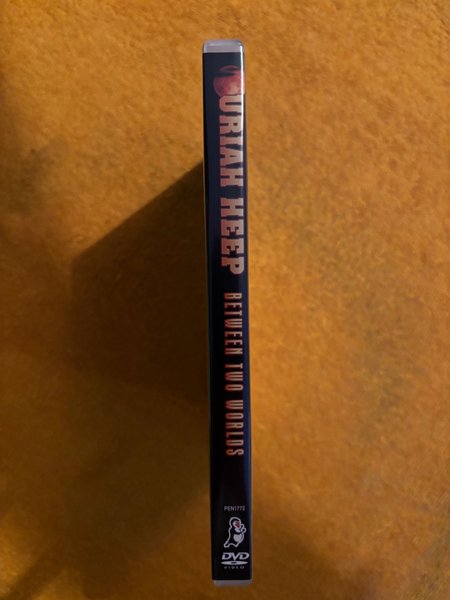 URIAH HEEP
BETWEEN TWO WORLDS
PEN1772
DVD
VIDEO